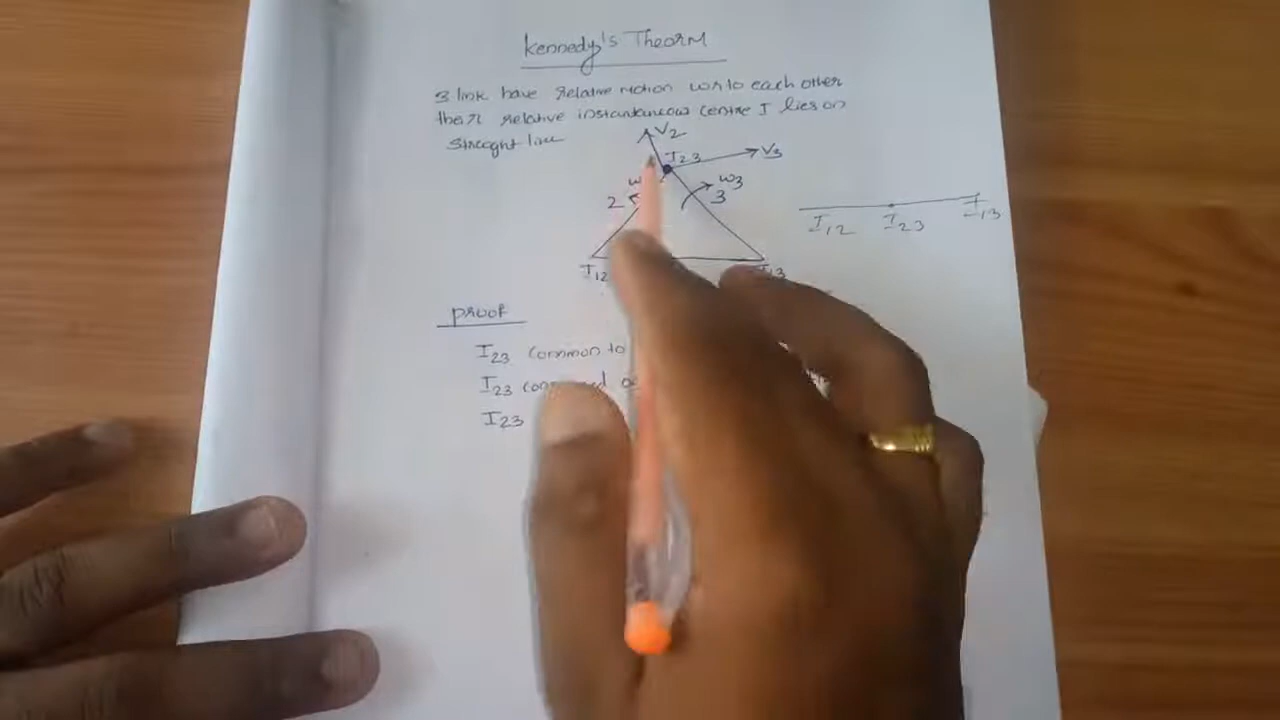 Kennedy's Theorm
3 link have relative motion wr to each other
relative instantaneous centre I lies on
straight line
V2
I23
V3
w3
2
3
I12
I12 I23 I13
proof
I23 common to
I23
I23